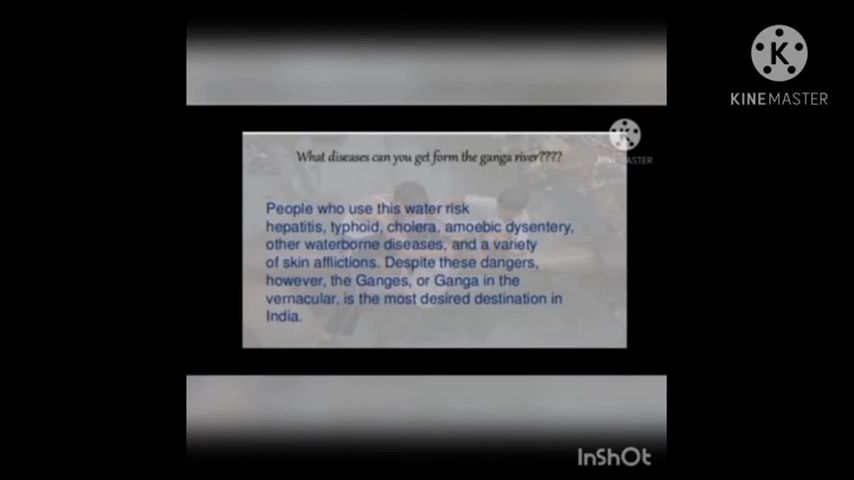 K
KINEMASTER
K
KINEMASTER
What diseases can you get form the ganga river????
People who use this water risk
hepatitis, typhoid, cholera, amoebic dysentery,
other waterborne diseases, and a variety
of skin afflictions. Despite these dangers,
however, the Ganges, or Ganga in the
vernacular, is the most desired destination in
India.
InShOt